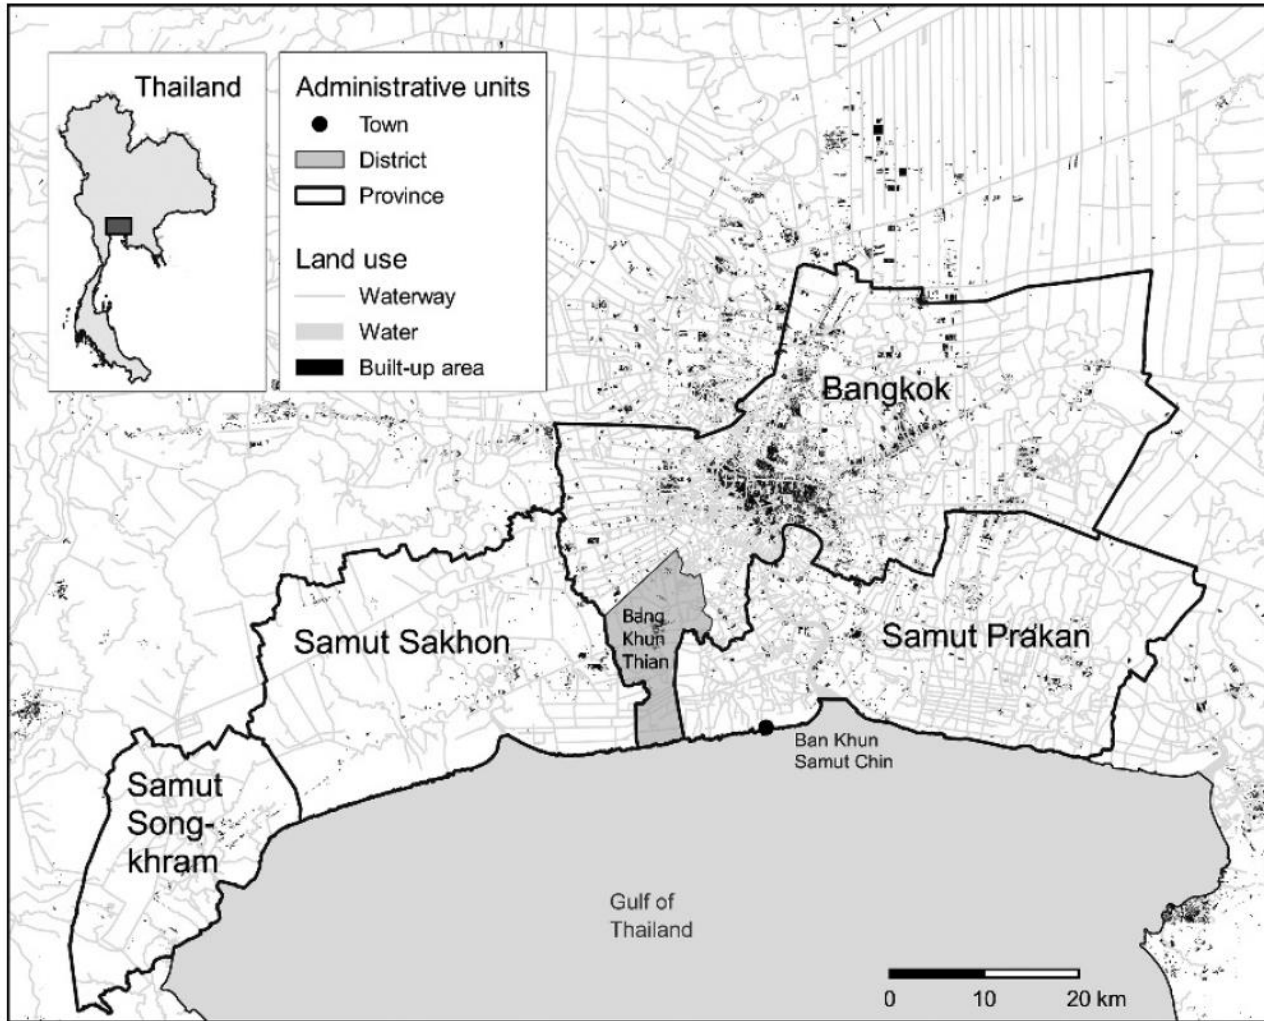 Thailand
Administrative units
Town
District
Province
Land use
Waterway
Water
Built-up area
Bangkok
Bang
Khun
Thian
Samut Sakhon
Samut Prakan
Ban Khun
Samut Chin
Samut
Song-
khram
Gulf of
Thailand
0 10 20 km